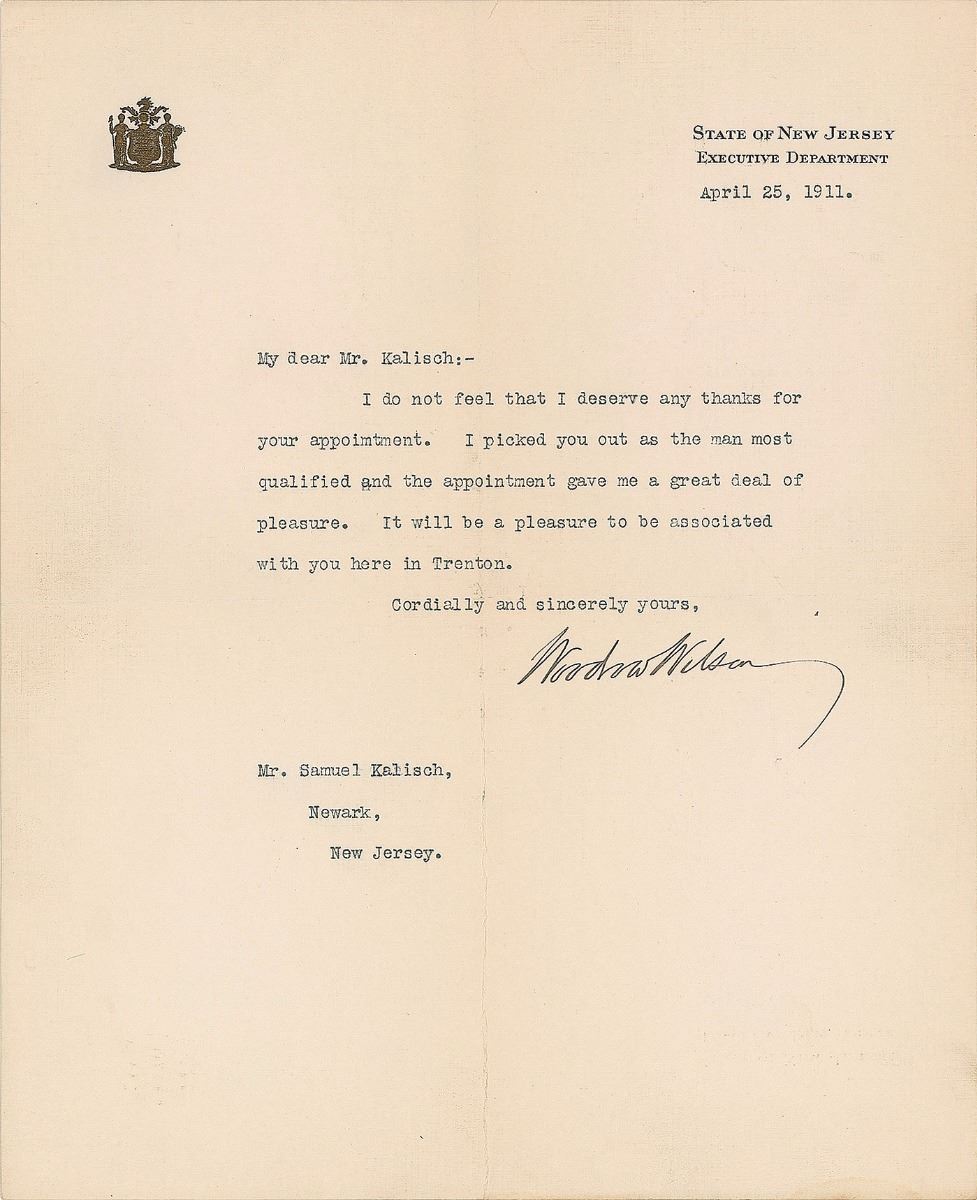 STATE OF NEW JERSEY
EXECUTIVE DEPARTMENT
April 25, 1911.
My dear Mr. Kalisch:-
I do not feel that I deserve any thanks for
your appointment. I picked you out as the man most
qualified and the appointment gave me a great deal of
pleasure. It will be a pleasure to be associated
with you here in Trenton.
Cordially and sincerely yours,
Woodrow Wilson
Mr. Samuel Kalisch,
Newark,
New Jersey.